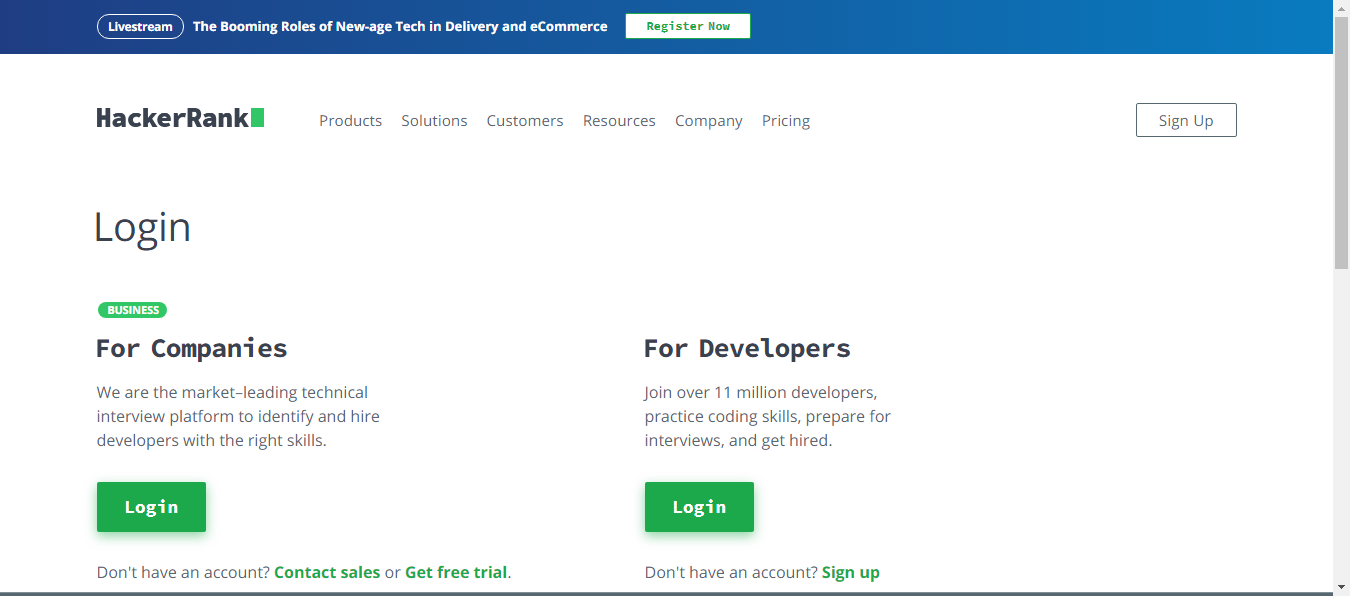 Livestream The Booming Roles of New-age Tech in Delivery and eCommerce Register Now
HackerRank Products Solutions Customers Resources Company Pricing Sign Up
Login
BUSINESS
For Companies
We are the market–leading technical
interview platform to identify and hire
developers with the right skills.
Login
Don't have an account? Contact sales or Get free trial.
For Developers
Join over 11 million developers,
practice coding skills, prepare for
interviews, and get hired.
Login
Don't have an account? Sign up